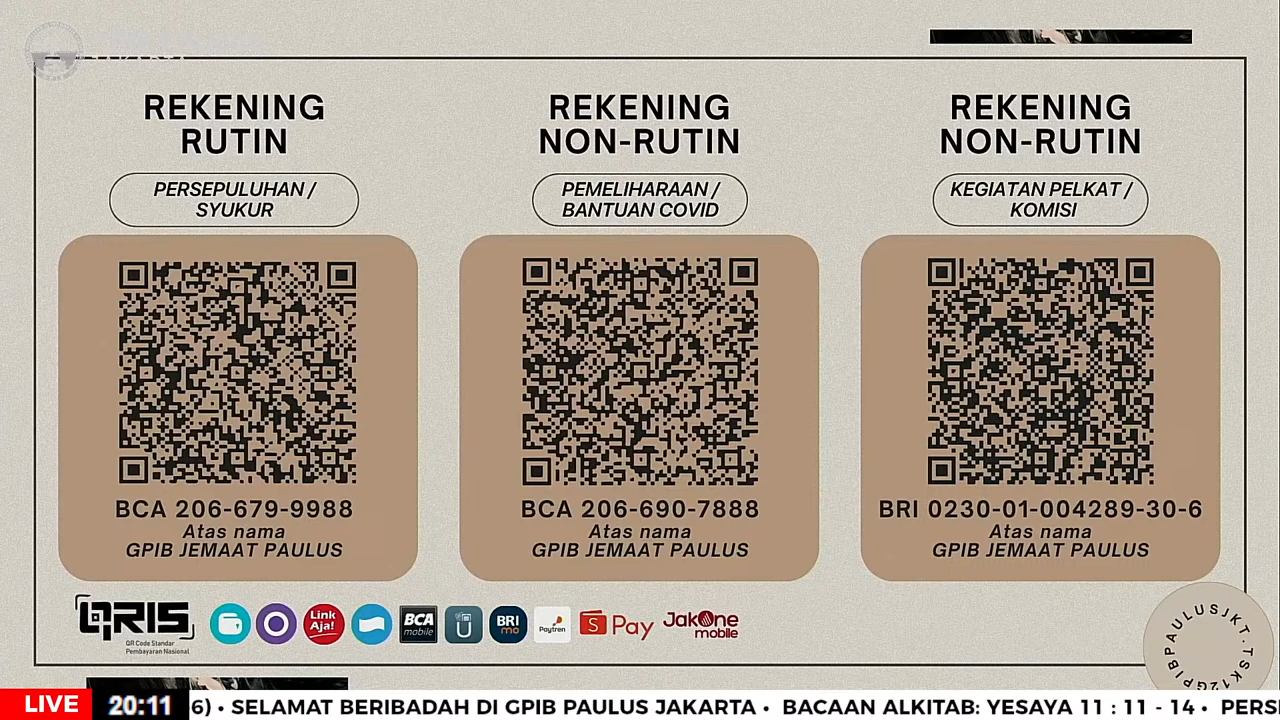 JAKARTA
REKENING
RUTIN
PERSEPULUHAN /
SYUKUR
BCA 206-679-9988
Atas nama
GPIB JEMAAT PAULUS
REKENING
NON-RUTIN
PEMELIHARAAN /
BANTUAN COVID
BCA 206-690-7888
Atas nama
GPIB JEMAAT PAULUS
REKENING
NON-RUTIN
KEGIATAN PELKAT /
KOMISI
BRI 0230-01-004289-30-6
Atas nama
GPIB JEMAAT PAULUS
QRIS
QR Code Standar
Pembayaran Nasional
Link
Aja!
BCA
mobile
U
BRI
mo
Paytren
S Pay
JakOne
mobile
GPIBPAULUSJKT.TSK12
LIVE 20:11 6) • SELAMAT BERIBADAH DI GPIB PAULUS JAKARTA • BACAAN ALKITAB: YESAYA 11 : 11 - 14 • PERS